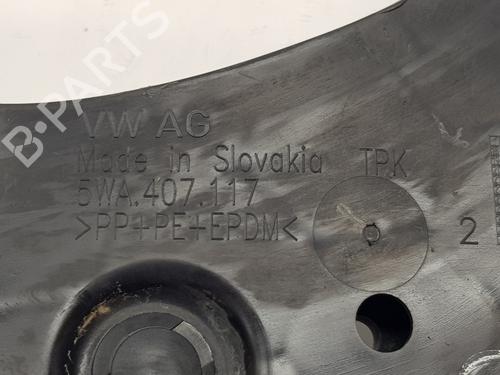 VW AG
Made in Slovakia TPK
5WA.407.117
>PP+PE+EPDM<
2
B-PARTS